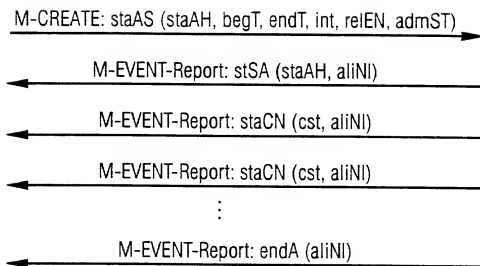 M-CREATE: staAS (staAH, begT, endT, int, relEN, admST)
M-EVENT-Report: stSA (staAH, aliNI)
M-EVENT-Report: staCN (cst, aliNI)
M-EVENT-Report: staCN (cst, aliNI)
⋮
M-EVENT-Report: endA (aliNI)